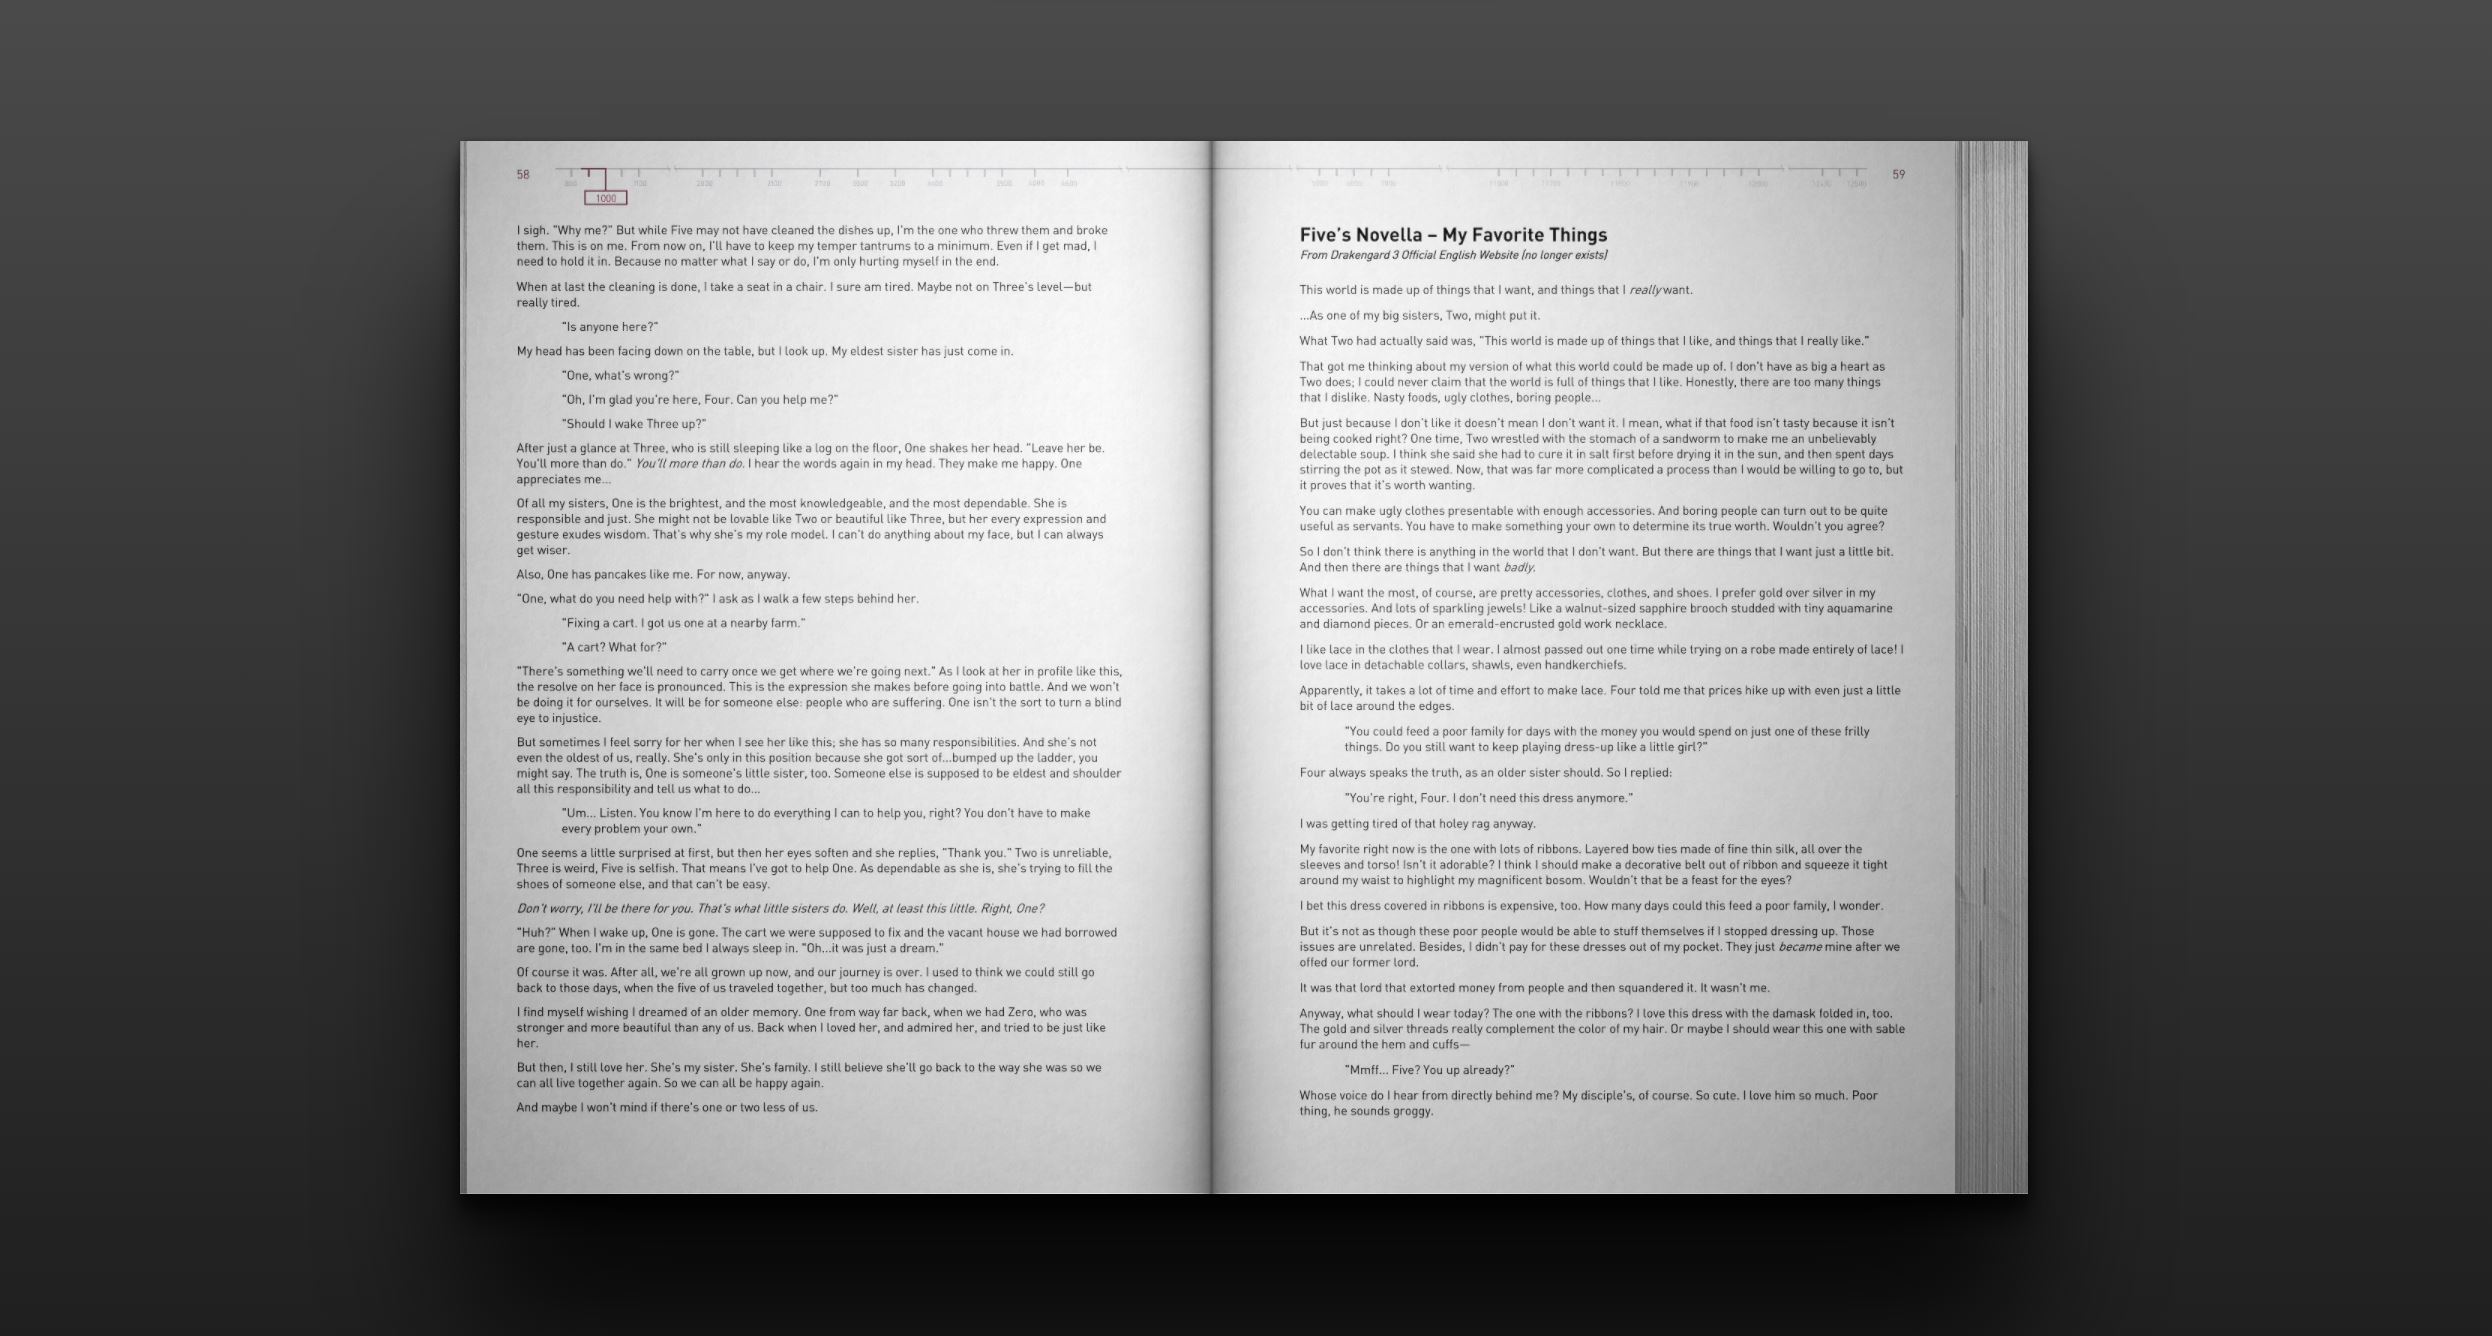 58
1000
I sigh. "Why me?" But while Five may not have cleaned the dishes up, I'm the one who threw them and broke
them. This is on me. From now on, I'll have to keep my temper tantrums to a minimum. Even if I get mad, I
need to hold it in. Because no matter what I say or do, I'm only hurting myself in the end.
When at last the cleaning is done, I take a seat in a chair. I sure am tired. Maybe not on Three's level—but
really tired.
"Is anyone here?"
My head has been facing down on the table, but I look up. My eldest sister has just come in.
"One, what's wrong?"
"Oh, I'm glad you're here, Four. Can you help me?"
"Should I wake Three up?"
After just a glance at Three, who is still sleeping like a log on the floor, One shakes her head. "Leave her be.
You'll more than do." You'll more than do. I hear the words again in my head. They make me happy. One
appreciates me...
Of all my sisters, One is the brightest, and the most knowledgeable, and the most dependable. She is
responsible and just. She might not be lovable like Two or beautiful like Three, but her every expression and
gesture exudes wisdom. That's why she's my role model. I can't do anything about my face, but I can always
get wiser.
Also, One has pancakes like me. For now, anyway.
"One, what do you need help with?" I ask as I walk a few steps behind her.
"Fixing a cart. I got us one at a nearby farm."
"A cart? What for?"
"There's something we'll need to carry once we get where we're going next." As I look at her in profile like this,
the resolve on her face is pronounced. This is the expression she makes before going into battle. And we won't
be doing it for ourselves. It will be for someone else: people who are suffering. One isn't the sort to turn a blind
eye to injustice.
But sometimes I feel sorry for her when I see her like this; she has so many responsibilities. And she's not
even the oldest of us, really. She's only in this position because she got sort of...bumped up the ladder, you
might say. The truth is, One is someone's little sister, too. Someone else is supposed to be eldest and shoulder
all this responsibility and tell us what to do...
"Um... Listen. You know I'm here to do everything I can to help you, right? You don't have to make
every problem your own."
One seems a little surprised at first, but then her eyes soften and she replies, "Thank you." Two is unreliable,
Three is weird, Five is selfish. That means I've got to help One. As dependable as she is, she's trying to fill the
shoes of someone else, and that can't be easy.
Don't worry, I'll be there for you. That's what little sisters do. Well, at least this little. Right, One?
"Huh?" When I wake up, One is gone. The cart we were supposed to fix and the vacant house we had borrowed
are gone, too. I'm in the same bed I always sleep in. "Oh...it was just a dream."
Of course it was. After all, we're all grown up now, and our journey is over. I used to think we could still go
back to those days, when the five of us traveled together, but too much has changed.
I find myself wishing I dreamed of an older memory. One from way far back, when we had Zero, who was
stronger and more beautiful than any of us. Back when I loved her, and admired her, and tried to be just like
her.
But then, I still love her. She's my sister. She's family. I still believe she'll go back to the way she was so we
can all live together again. So we can all be happy again.
And maybe I won't mind if there's one or two less of us.
59
Five's Novella – My Favorite Things
From Drakengard 3 Official English Website (no longer exists)
This world is made up of things that I want, and things that I really want.
...As one of my big sisters, Two, might put it.
What Two had actually said was, "This world is made up of things that I like, and things that I really like."
That got me thinking about my version of what this world could be made up of. I don't have as big a heart as
Two does; I could never claim that the world is full of things that I like. Honestly, there are too many things
that I dislike. Nasty foods, ugly clothes, boring people...
But just because I don't like it doesn't mean I don't want it. I mean, what if that food isn't tasty because it isn't
being cooked right? One time, Two wrestled with the stomach of a sandworm to make me an unbelievably
delectable soup. I think she said she had to cure it in salt first before drying it in the sun, and then spent days
stirring the pot as it stewed. Now, that was far more complicated a process than I would be willing to go to, but
it proves that it's worth wanting.
You can make ugly clothes presentable with enough accessories. And boring people can turn out to be quite
useful as servants. You have to make something your own to determine its true worth. Wouldn't you agree?
So I don't think there is anything in the world that I don't want. But there are things that I want just a little bit.
And then there are things that I want badly.
What I want the most, of course, are pretty accessories, clothes, and shoes. I prefer gold over silver in my
accessories. And lots of sparkling jewels! Like a walnut-sized sapphire brooch studded with tiny aquamarine
and diamond pieces. Or an emerald-encrusted gold work necklace.
I like lace in the clothes that I wear. I almost passed out one time while trying on a robe made entirely of lace! I
love lace in detachable collars, shawls, even handkerchiefs.
Apparently, it takes a lot of time and effort to make lace. Four told me that prices hike up with even just a little
bit of lace around the edges.
"You could feed a poor family for days with the money you would spend on just one of these frilly
things. Do you still want to keep playing dress-up like a little girl?"
Four always speaks the truth, as an older sister should. So I replied:
"You're right, Four. I don't need this dress anymore."
I was getting tired of that holey rag anyway.
My favorite right now is the one with lots of ribbons. Layered bow ties made of fine thin silk, all over the
sleeves and torso! Isn't it adorable? I think I should make a decorative belt out of ribbon and squeeze it tight
around my waist to highlight my magnificent bosom. Wouldn't that be a feast for the eyes?
I bet this dress covered in ribbons is expensive, too. How many days could this feed a poor family, I wonder.
But it's not as though these poor people would be able to stuff themselves if I stopped dressing up. Those
issues are unrelated. Besides, I didn't pay for these dresses out of my pocket. They just became mine after we
offed our former lord.
It was that lord that extorted money from people and then squandered it. It wasn't me.
Anyway, what should I wear today? The one with the ribbons? I love this dress with the damask folded in, too.
The gold and silver threads really complement the color of my hair. Or maybe I should wear this one with sable
fur around the hem and cuffs—
"Mmff... Five? You up already?"
Whose voice do I hear from directly behind me? My disciple's, of course. So cute. I love him so much. Poor
thing, he sounds groggy.